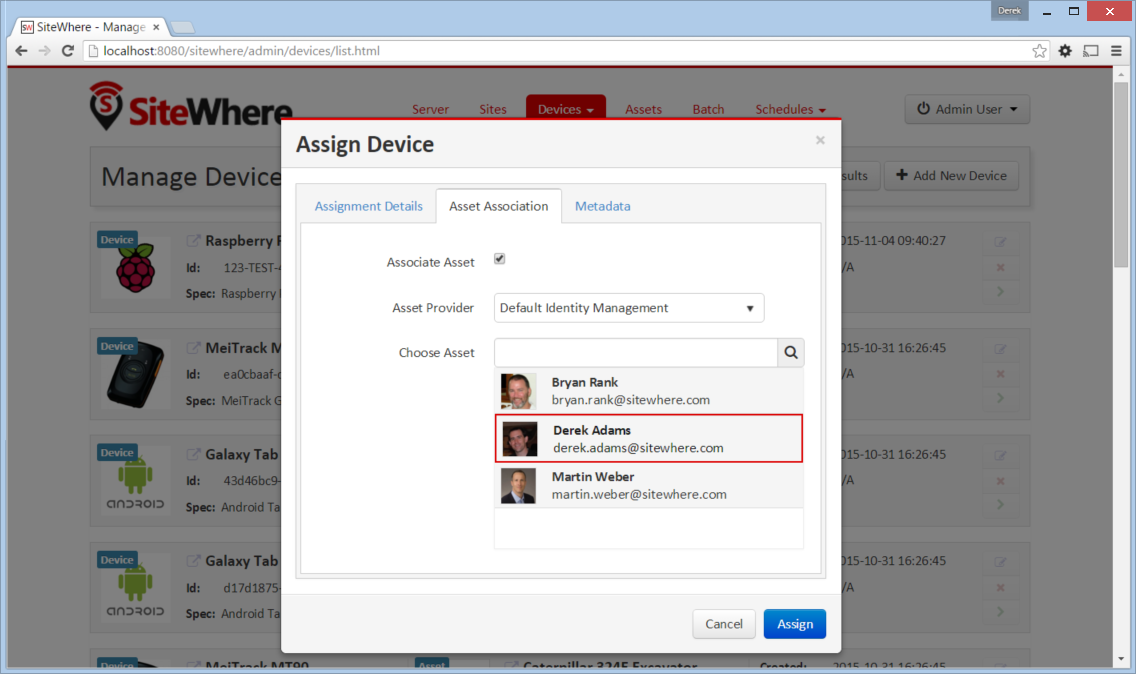 Derek
SW SiteWhere - Manage
localhost:8080/sitewhere/admin/devices/list.html
S SiteWhere
Server Sites Devices Assets Batch Schedules Admin User
Assign Device ×
Manage Device sults Add New Device
Assignment Details Asset Association Metadata
Device Raspberry 2015-11-04 09:40:27
Associate Asset
Id: 123-TEST- /A
Spec: Raspberry
Asset Provider Default Identity Management
Device MeiTrack M 2015-10-31 16:26:45
Choose Asset
Id: ea0cbaaf- /A
Spec: MeiTrack G
Bryan Rank
bryan.rank@sitewhere.com
Derek Adams
derek.adams@sitewhere.com
Martin Weber
martin.weber@sitewhere.com
Device Galaxy Tab 2015-10-31 16:26:45
Id: 43d46bc9- /A
ANDROID Spec: Android Ta
Device Galaxy Tab 2015-10-31 16:26:45
Id: d17d1875- /A
ANDROID Spec: Android Ta
Cancel Assign
Device MeiTrack MT90 Asset Caterpillar 324E Excavator Created: 2015-10-31 16:26:45